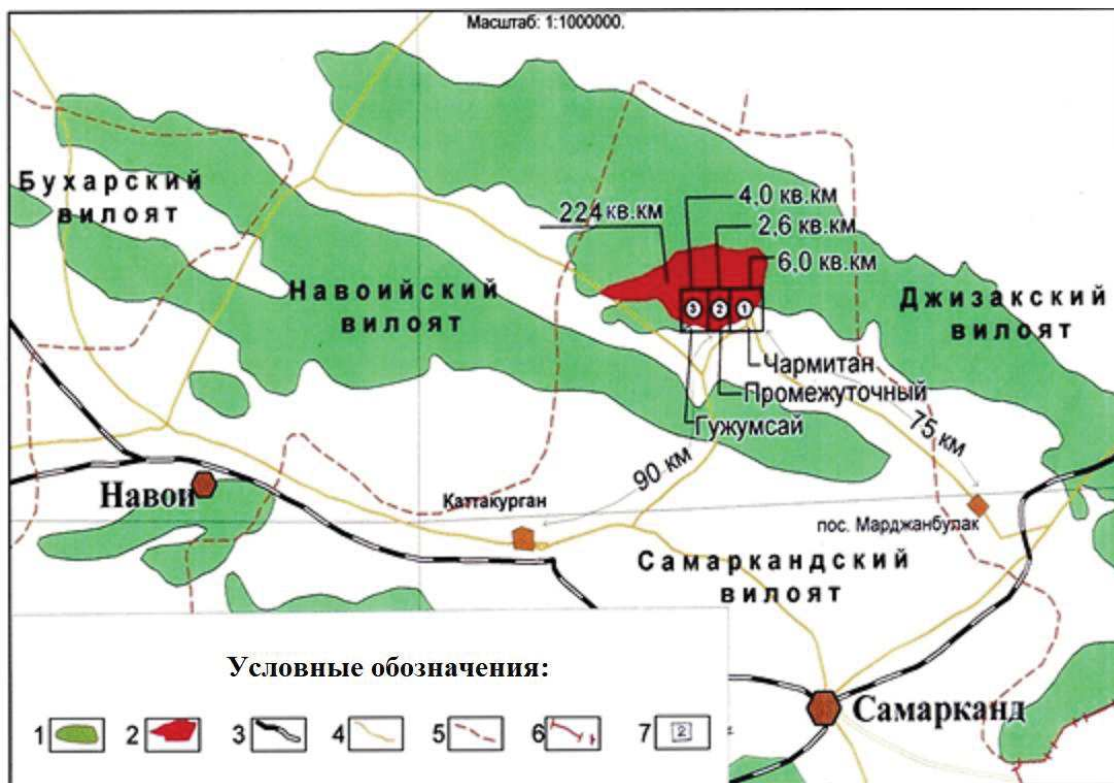 Масштаб: 1:1000000.
Бухарский
вилоят
4,0 кв.км
224 кв.км
2,6 кв.км
6,0 кв.км
Навоийский
вилоят
Джизакский
вилоят
3
2
1
Чармитан
Промежуточный
Гужумсай
75 км
90 км
Навои
Каттакурган
пос. Марджанбулак
Самаркандский
вилоят
Условные обозначения:
Самарканд
1
2
3
4
5
6
7
2